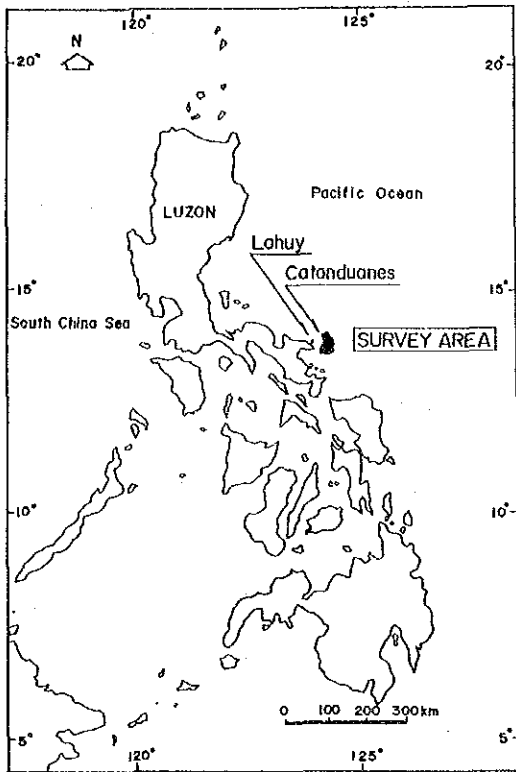 120°
125°
N
20°
20°
LUZON
Pacific Ocean
Lahuy
Catanduanes
15°
15°
South China Sea
SURVEY AREA
10°
10°
0 100 200 300km
5°
5°
120°
125°